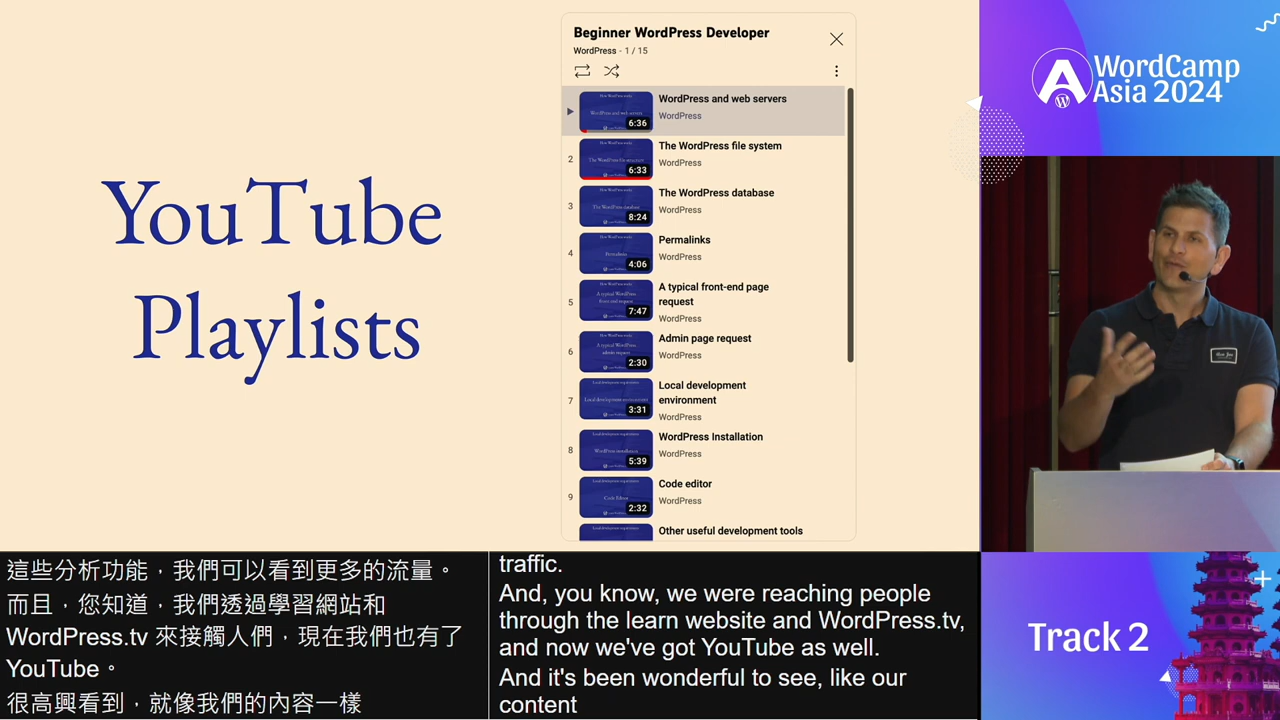 YouTube
Playlists
Beginner WordPress Developer
WordPress - 1 / 15
WordPress and web servers
WordPress
6:36
2
The WordPress file system
WordPress
6:33
3
The WordPress database
WordPress
8:24
4
Permalinks
WordPress
4:06
5
A typical front-end page
request
WordPress
7:47
6
Admin page request
WordPress
2:30
7
Local development
environment
WordPress
3:31
8
WordPress Installation
WordPress
5:39
9
Code editor
WordPress
2:32
Other useful development tools
WordCamp
Asia 2024
這些分析功能，我們可以看到更多的流量。
而且，您知道，我們透過學習網站和
WordPress.tv 來接觸人們，現在我們也有了
YouTube。
很高興看到，就像我們的內容一樣
traffic.
And, you know, we were reaching people
through the learn website and WordPress.tv,
and now we've got YouTube as well.
And it's been wonderful to see, like our
content
Track 2